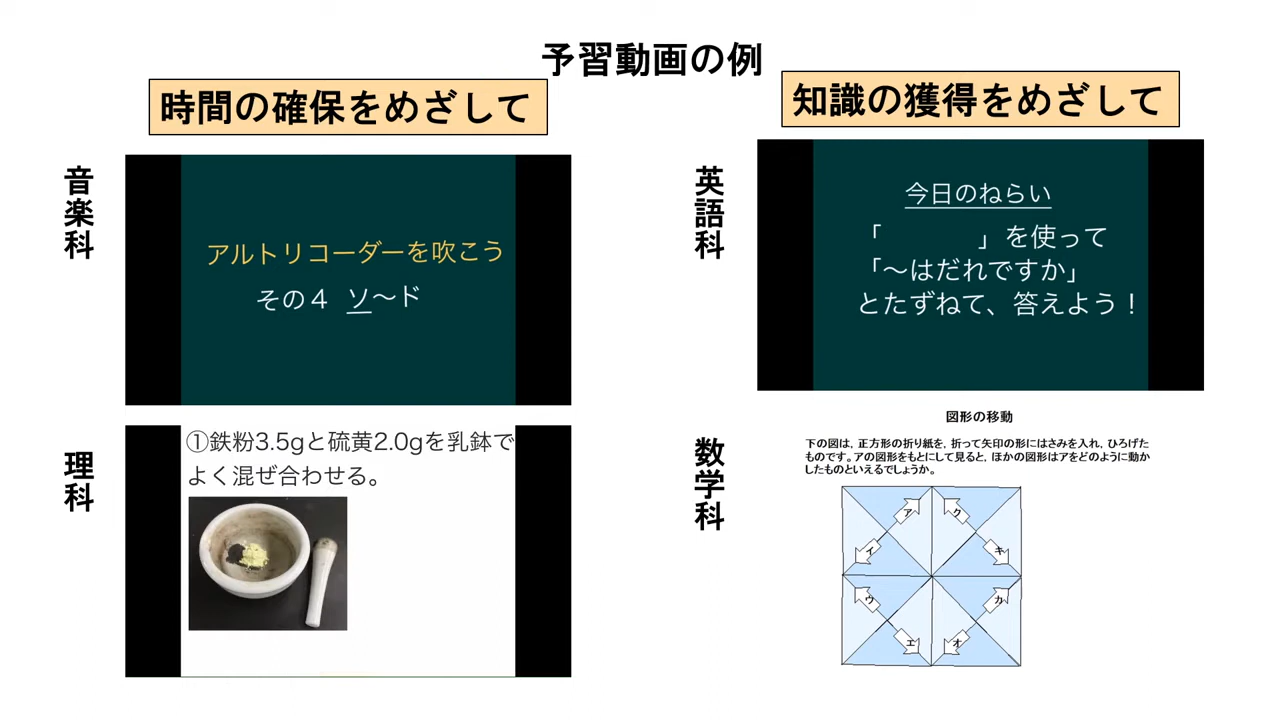 予習動画の例
時間の確保をめざして
音楽科
アルトリコーダーを吹こう
その４ ソ〜ド
理科
①鉄粉3.5gと硫黄2.0gを乳鉢で
よく混ぜ合わせる。
知識の獲得をめざして
英語科
今日のねらい
「　　　　」を使って
「〜はだれですか」
とたずねて、答えよう！
数学科
図形の移動
下の図は，正方形の折り紙を，折って矢印の形にはさみを入れ，ひろげた
ものです。アの図形をもとにして見ると，ほかの図形はアをどのように動か
したものといえるでしょうか。
ア
ク
イ
キ
ウ
カ
エ
オ